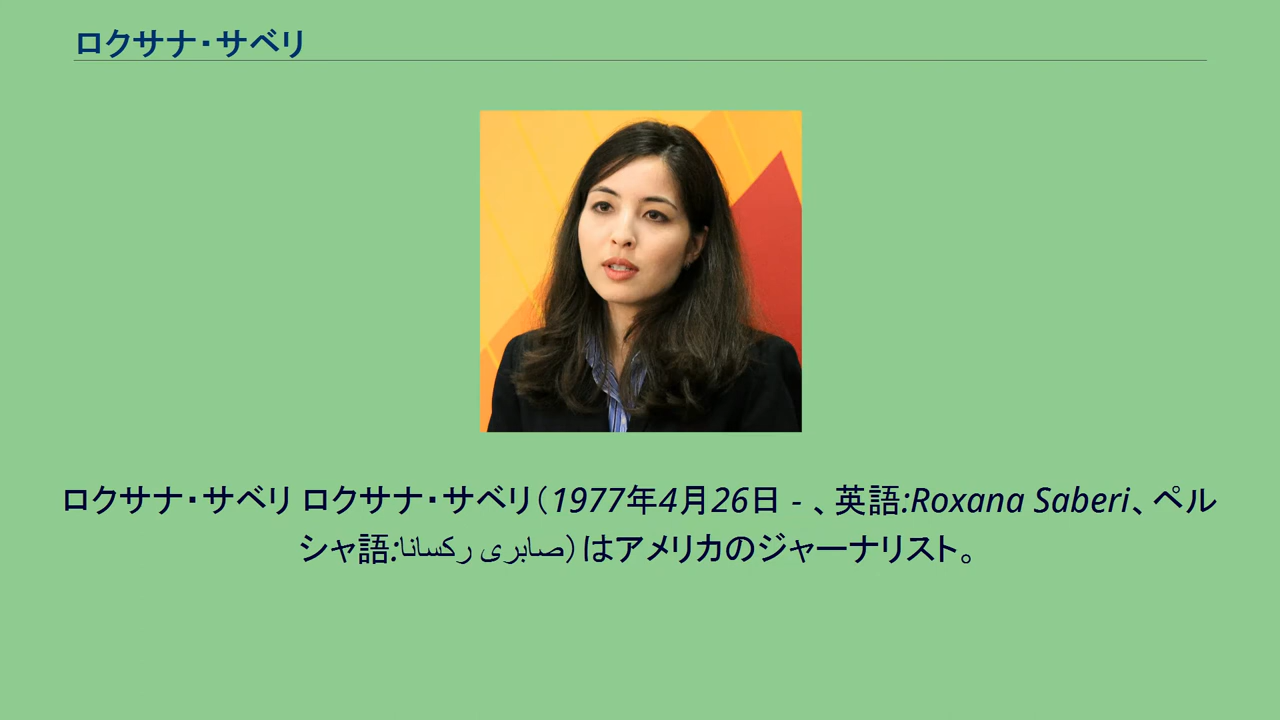 ロクサナ・サベリ
ロクサナ・サベリ ロクサナ・サベリ（1977年4月26日 - 、英語:Roxana Saberi、ペル
シャ語:صابری رکسانا）はアメリカのジャーナリスト。